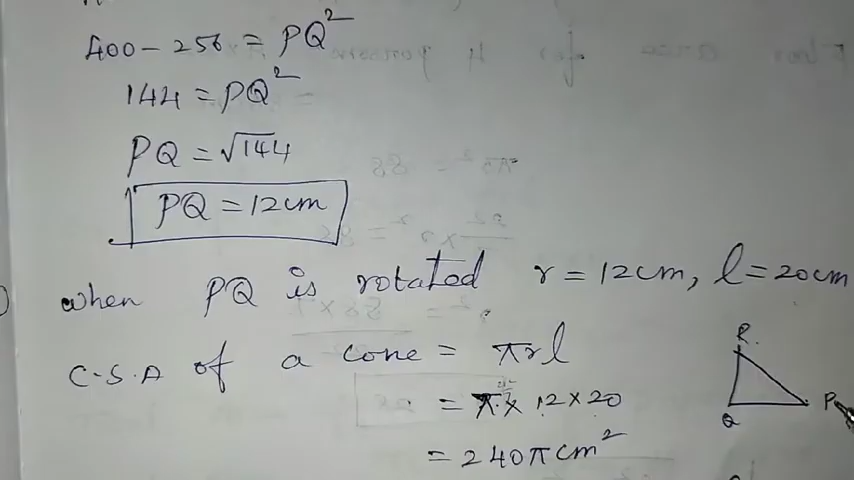 400 - 256 = PQ²
144 = PQ²
PQ = √144
PQ = 12cm
when PQ is rotated r = 12cm, l = 20cm
C.S.A of a cone = πrl
= π × 12 × 20
= 240π cm²
R.
Q
P